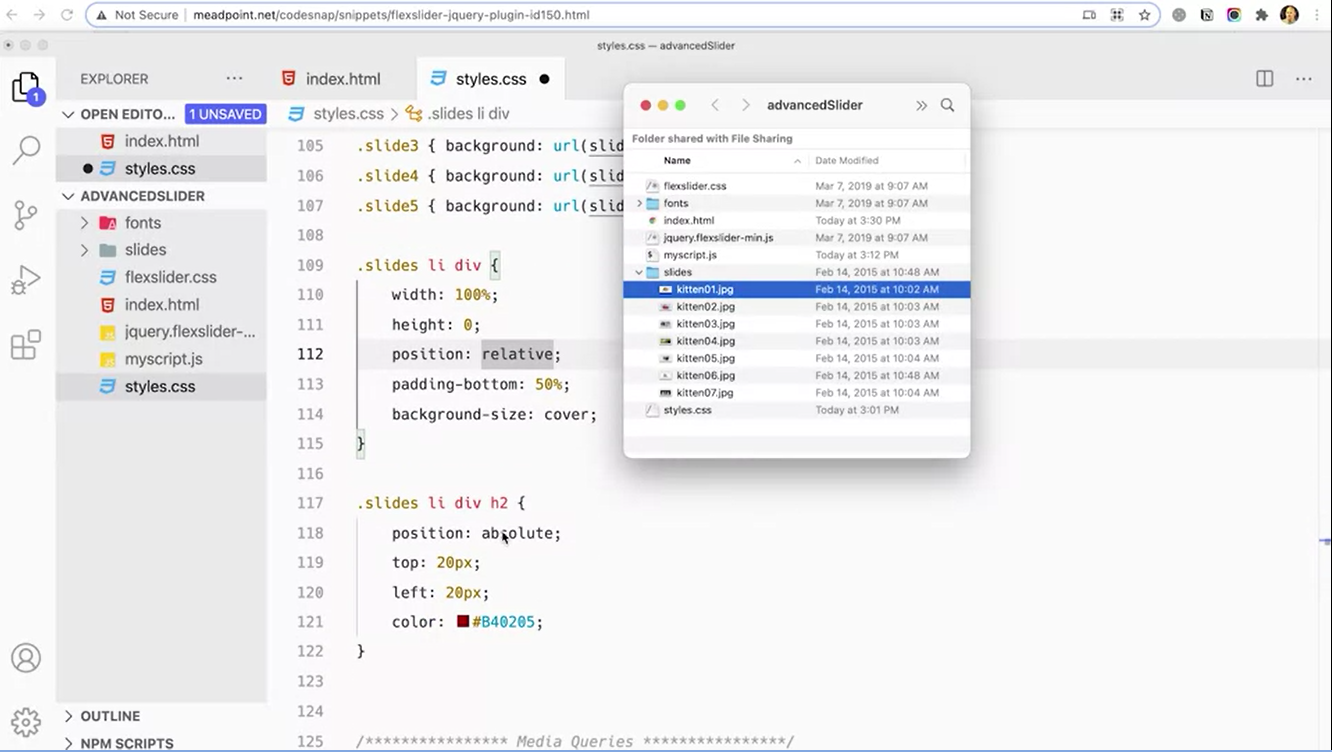 Not Secure | meadpoint.net/codesnap/snippets/flexslider-jquery-plugin-id150.html
styles.css — advancedSlider
EXPLORER
index.html
styles.css
OPEN EDITO...
1 UNSAVED
index.html
styles.css
ADVANCEDSLIDER
fonts
slides
flexslider.css
index.html
jquery.flexslider-...
myscript.js
styles.css
OUTLINE
NPM SCRIPTS
1
styles.css > .slides li div
105 .slide3 { background: url(slid
106 .slide4 { background: url(slid
107 .slide5 { background: url(slid
108
109 .slides li div {
110 width: 100%;
111 height: 0;
112 position: relative;
113 padding-bottom: 50%;
114 background-size: cover;
115 }
116
117 .slides li div h2 {
118 position: absolute;
119 top: 20px;
120 left: 20px;
121 color: #B40205;
122 }
123
124
125 /**************** Media Queries ****************/
advancedSlider
Folder shared with File Sharing
Name Date Modified
flexslider.css Mar 7, 2019 at 9:07 AM
fonts Mar 7, 2019 at 9:07 AM
index.html Today at 3:30 PM
jquery.flexslider-min.js Mar 7, 2019 at 9:07 AM
myscript.js Today at 3:12 PM
slides Feb 14, 2015 at 10:48 AM
kitten01.jpg Feb 14, 2015 at 10:02 AM
kitten02.jpg Feb 14, 2015 at 10:03 AM
kitten03.jpg Feb 14, 2015 at 10:03 AM
kitten04.jpg Feb 14, 2015 at 10:03 AM
kitten05.jpg Feb 14, 2015 at 10:04 AM
kitten06.jpg Feb 14, 2015 at 10:48 AM
kitten07.jpg Feb 14, 2015 at 10:04 AM
styles.css Today at 3:01 PM